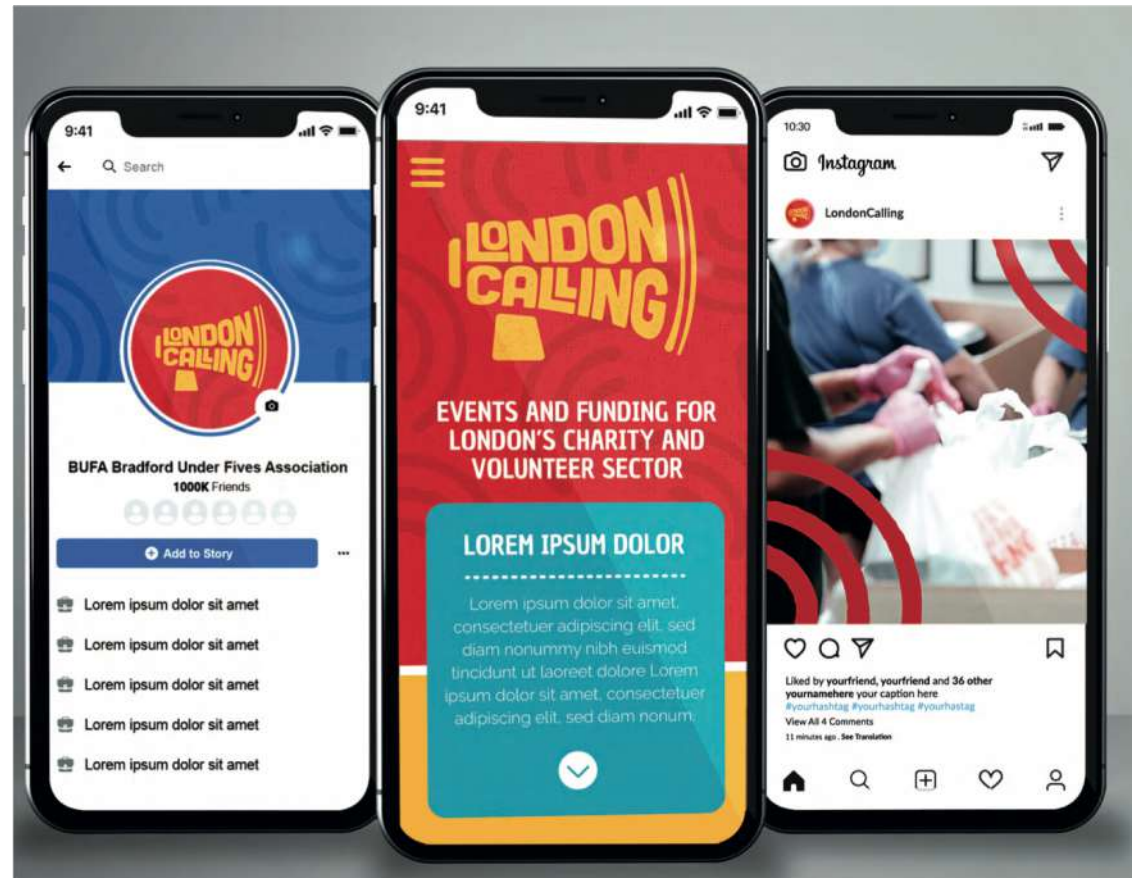 9:41
Search
LONDON
CALLING
BUFA Bradford Under Fives Association
1000K Friends
Add to Story
Lorem ipsum dolor sit amet
Lorem ipsum dolor sit amet
Lorem ipsum dolor sit amet
Lorem ipsum dolor sit amet
Lorem ipsum dolor sit amet
9:41
LONDON
CALLING
EVENTS AND FUNDING FOR
LONDON'S CHARITY AND
VOLUNTEER SECTOR
LOREM IPSUM DOLOR
Lorem ipsum dolor sit amet,
consectetuer adipiscing elit, sed
diam nonummy nibh euismod
tincidunt ut laoreet dolore Lorem
ipsum dolor sit amet, consectetuer
adipiscing elit, sed diam nonum.
10:30
Instagram
LONDON
CALLING
LondonCalling
Liked by yourfriend, yourfriend and 36 other
yournamehere your caption here
#yourhashtag #yourhashtag #yourhastag
View All 4 Comments
11 minutes ago . See Translation